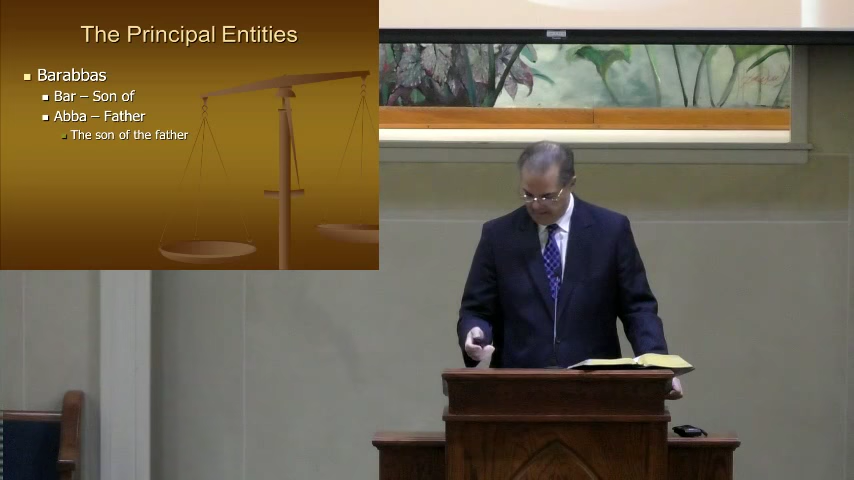 The Principal Entities
Barabbas
Bar – Son of
Abba – Father
The son of the father